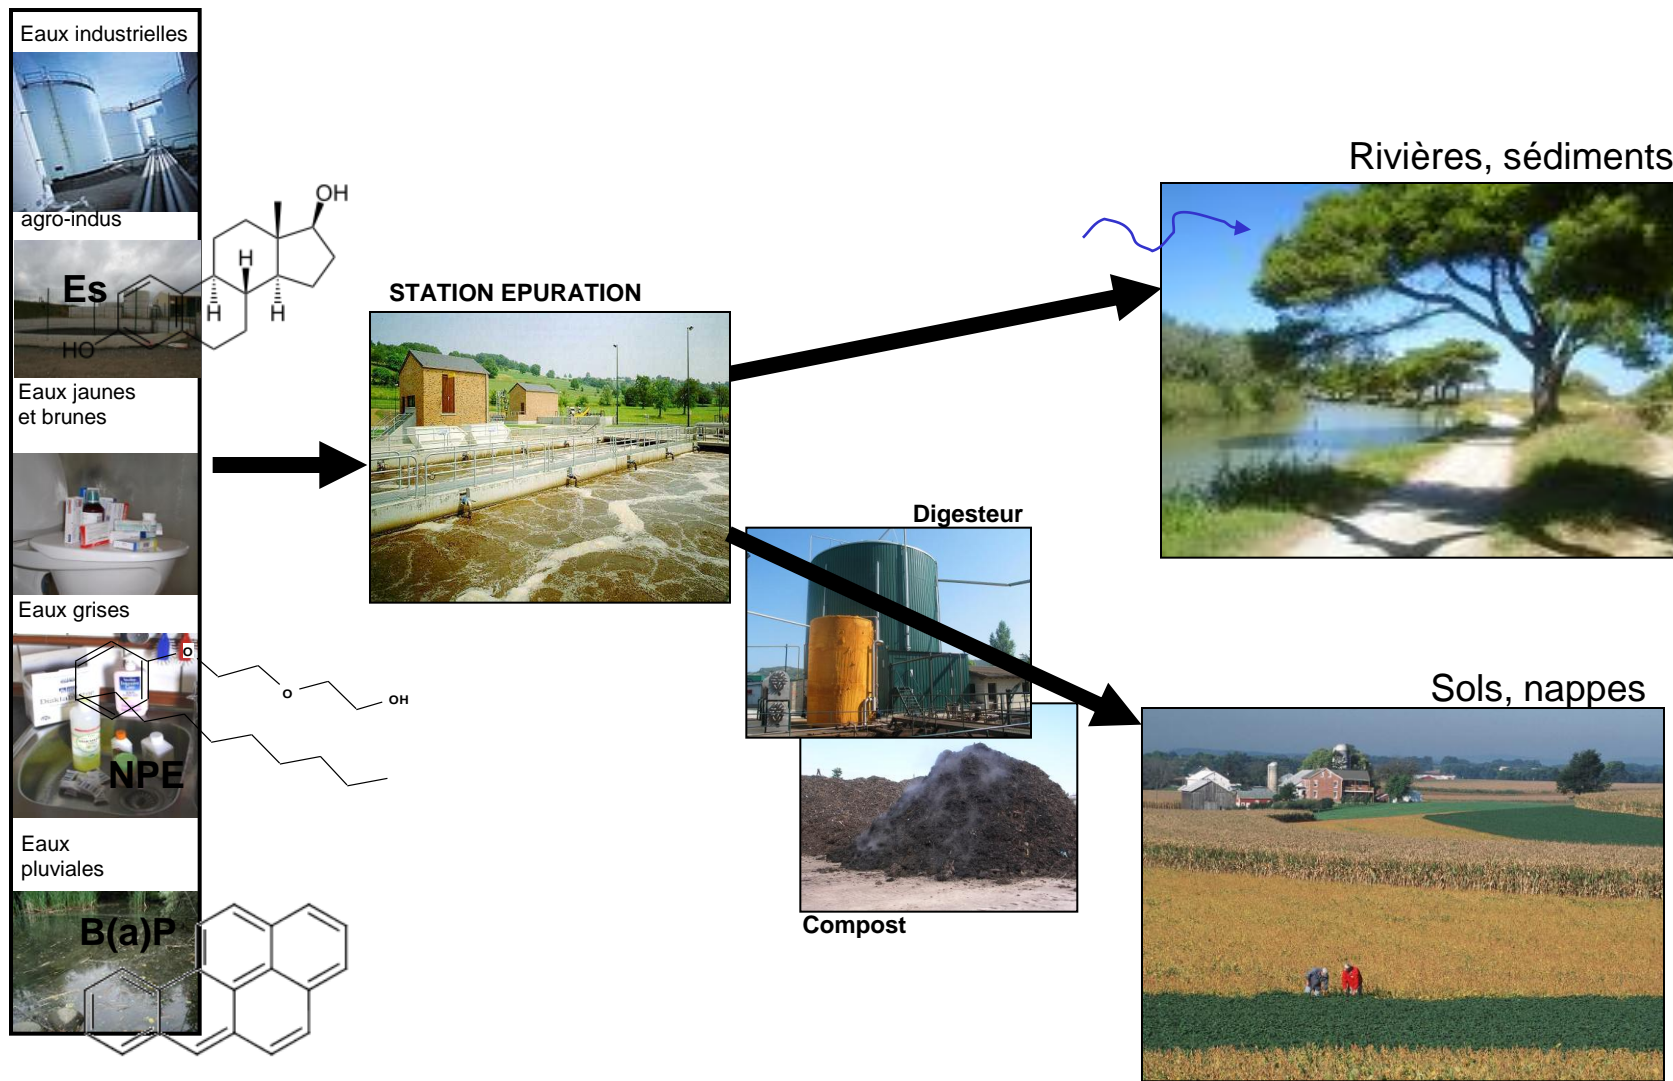 Eaux industrielles
agro-indus
Es
OH
H
H
H
HO
Eaux jaunes
et brunes
Eaux grises
O
O
OH
NPE
Eaux
pluviales
B(a)P
STATION EPURATION
Digesteur
Compost
Rivières, sédiments
Sols, nappes